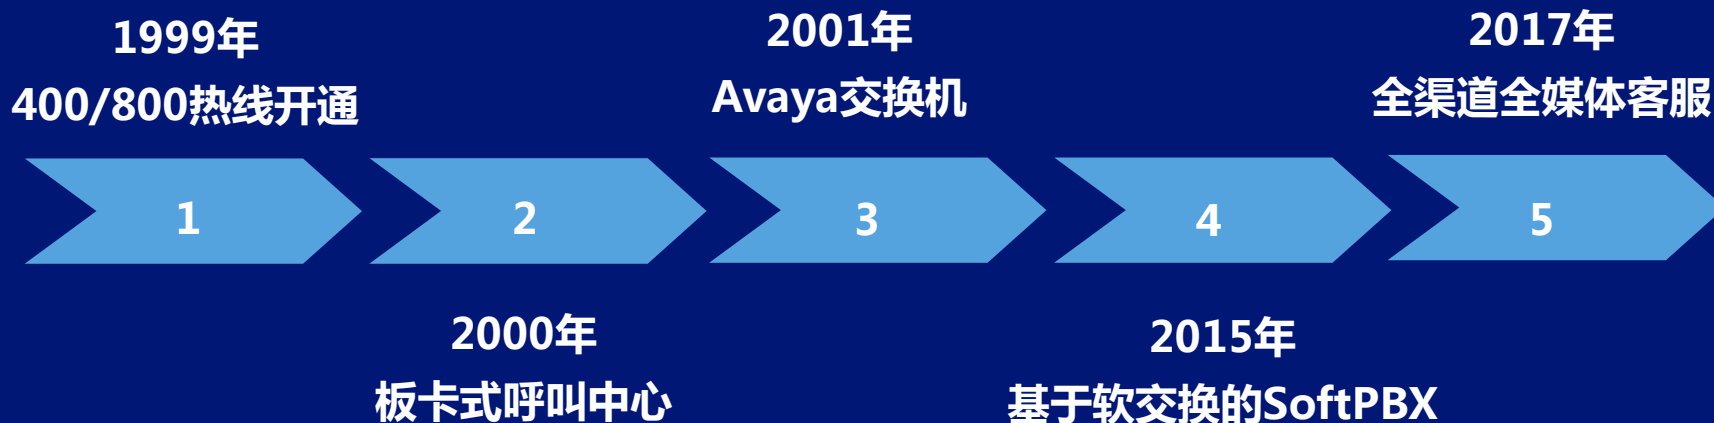 1999年
400/800热线开通
2001年
Avaya交换机
2017年
全渠道全媒体客服
1
2
3
4
5
2000年
板卡式呼叫中心
2015年
基于软交换的SoftPBX